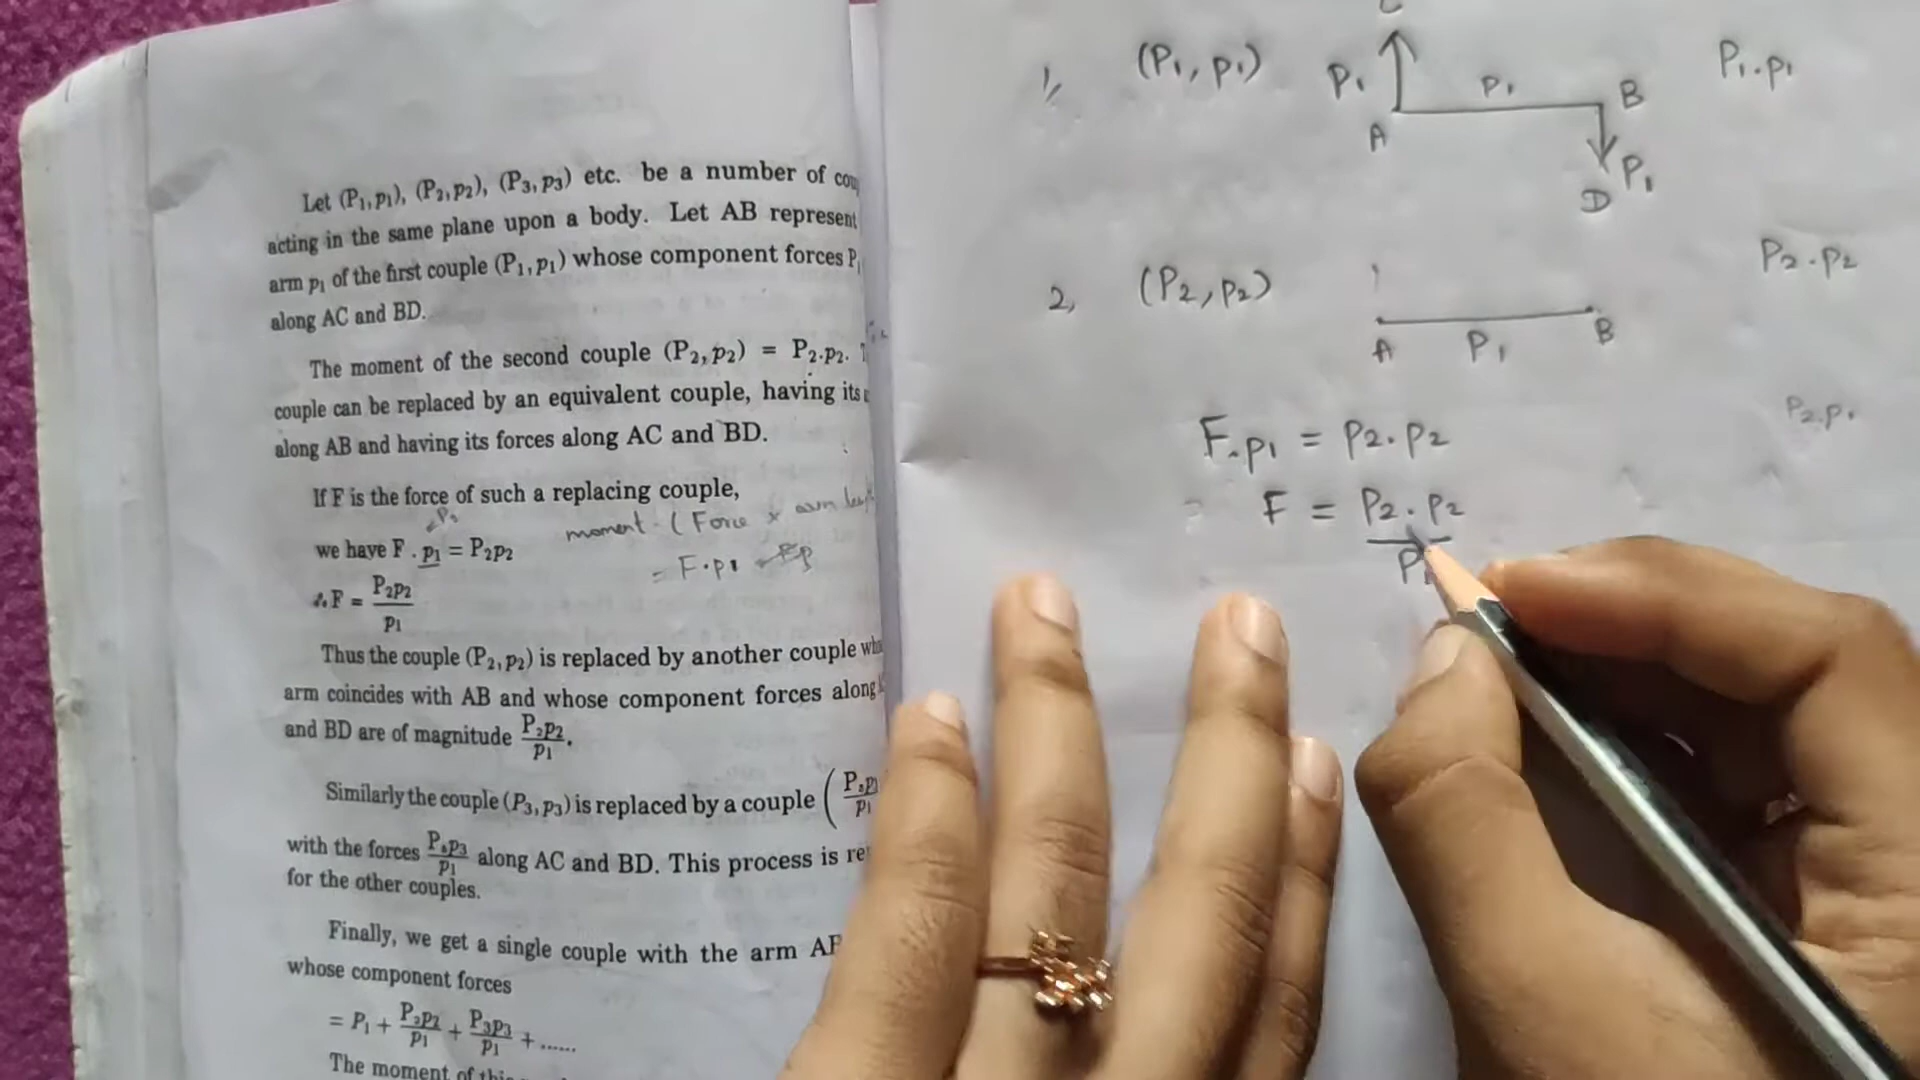 Let (P₁, p₁), (P₂, p₂), (P₃, p₃) etc. be a number of cou
acting in the same plane upon a body. Let AB represent
arm p₁ of the first couple (P₁, p₁) whose component forces P
along AC and BD.
The moment of the second couple (P₂, p₂) = P₂.p₂.
couple can be replaced by an equivalent couple, having its
along AB and having its forces along AC and BD.
If F is the force of such a replacing couple,
moment (Force × arm
we have F . p₁ = P₂p₂
= F.p₁
∴ F = P₂p₂/p₁
Thus the couple (P₂, p₂) is replaced by another couple
arm coincides with AB and whose component forces along
and BD are of magnitude P₂p₂/p₁.
Similarly the couple (P₃, p₃) is replaced by a couple (
with the forces P₃p₃/p₁ along AC and BD. This process is re
for the other couples.
Finally, we get a single couple with the arm A
whose component forces
= P₁ + P₂p₂/p₁ + P₃p₃/p₁ + ......
The moment of
1, (P₁, p₁) P₁ p₁ P₁.p₁
A B
P₁
D
2, (P₂, p₂) P₂.p₂
A P₁ B
P₂.p₁
F.p₁ = P₂.p₂
F = P₂.p₂/p₁